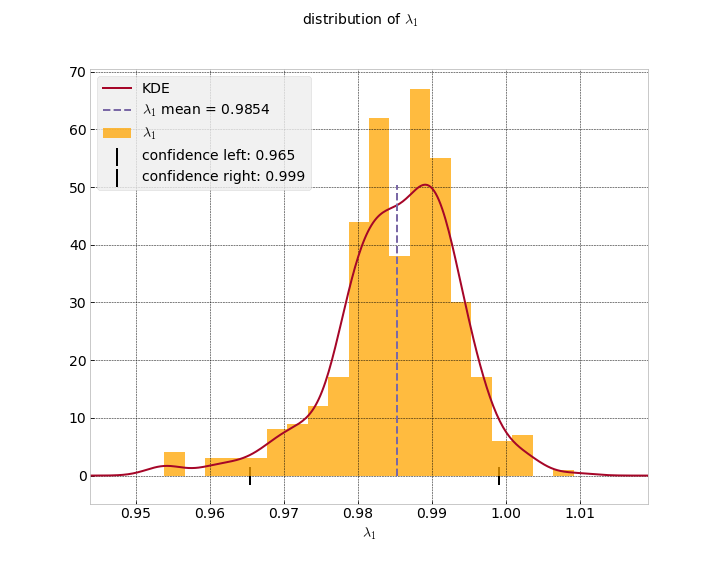 distribution of λ₁
70
60
50
40
30
20
10
0
KDE
λ₁ mean = 0.9854
λ₁
confidence left: 0.965
confidence right: 0.999
0.95 0.96 0.97 0.98 0.99 1.00 1.01
λ₁